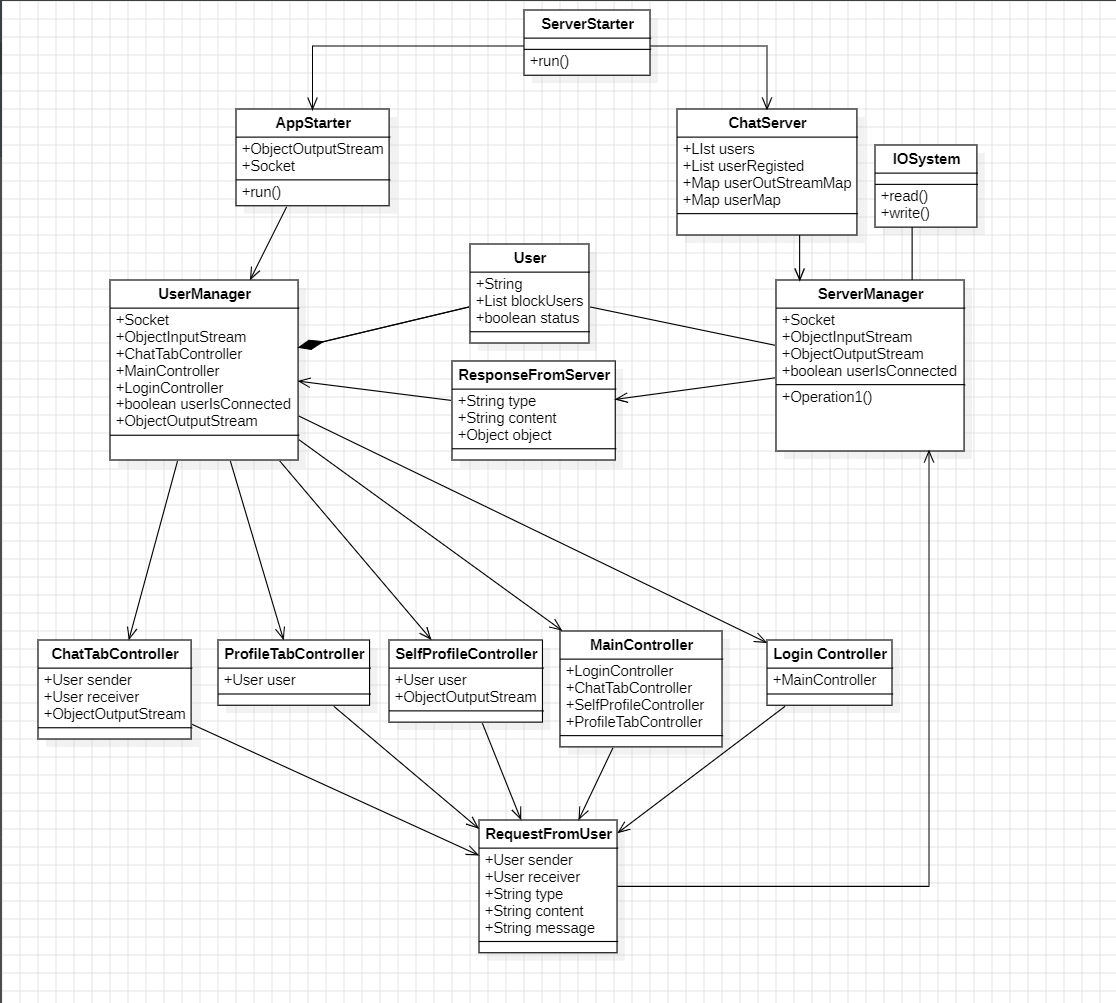 ServerStarter
+run()
AppStarter
+ObjectOutputStream
+Socket
+run()
ChatServer
+LIst users
+List userRegisted
+Map userOutStreamMap
+Map userMap
IOSystem
+read()
+write()
User
+String
+List blockUsers
+boolean status
UserManager
+Socket
+ObjectInputStream
+ChatTabController
+MainController
+LoginController
+boolean userIsConnected
+ObjectOutputStream
ServerManager
+Socket
+ObjectInputStream
+ObjectOutputStream
+boolean userIsConnected
+Operation1()
ResponseFromServer
+String type
+String content
+Object object
ChatTabController
+User sender
+User receiver
+ObjectOutputStream
ProfileTabController
+User user
SelfProfileController
+User user
+ObjectOutputStream
MainController
+LoginController
+ChatTabController
+SelfProfileController
+ProfileTabController
Login Controller
+MainController
RequestFromUser
+User sender
+User receiver
+String type
+String content
+String message